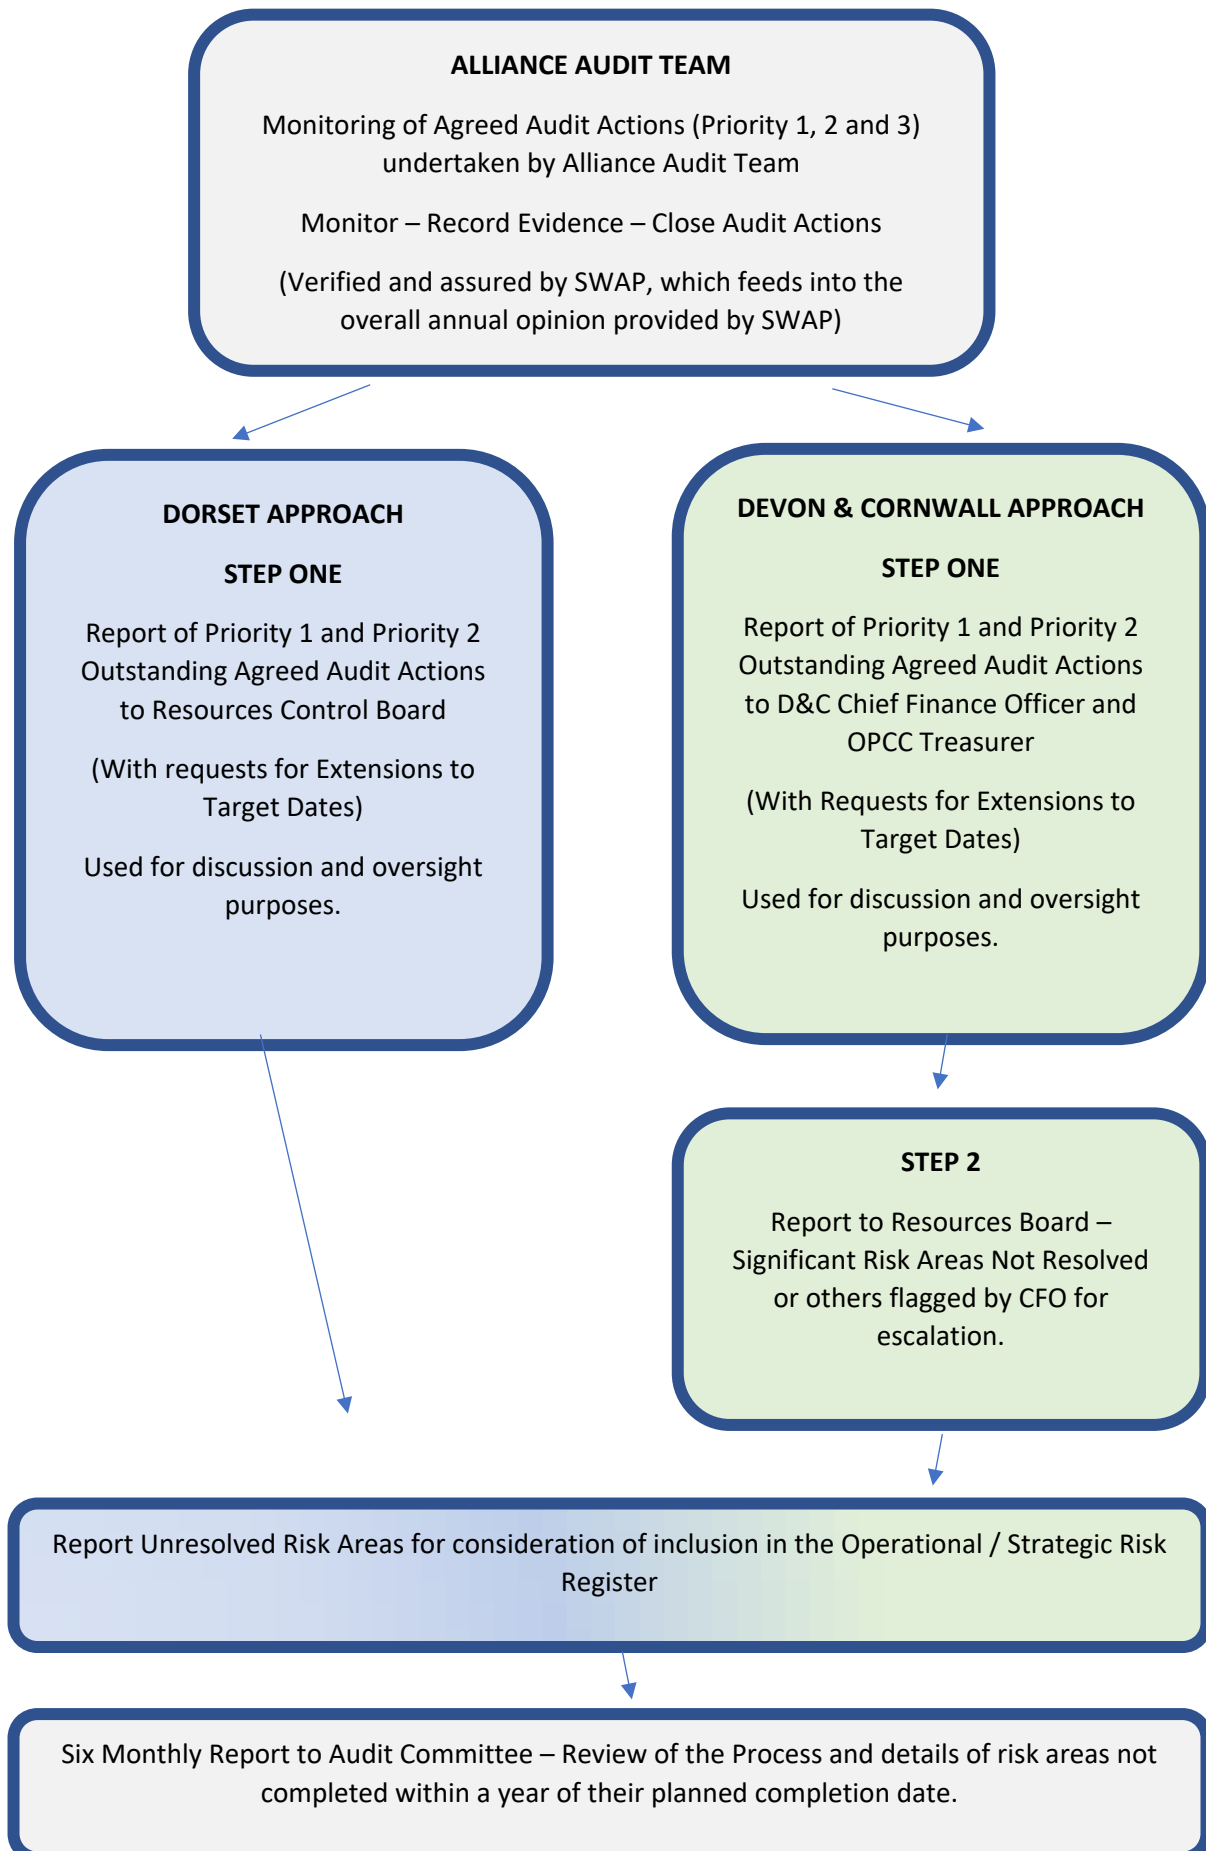 ALLIANCE AUDIT TEAM
Monitoring of Agreed Audit Actions (Priority 1, 2 and 3)
undertaken by Alliance Audit Team
Monitor – Record Evidence – Close Audit Actions
(Verified and assured by SWAP, which feeds into the
overall annual opinion provided by SWAP)
DORSET APPROACH
STEP ONE
Report of Priority 1 and Priority 2
Outstanding Agreed Audit Actions
to Resources Control Board
(With requests for Extensions to
Target Dates)
Used for discussion and oversight
purposes.
DEVON & CORNWALL APPROACH
STEP ONE
Report of Priority 1 and Priority 2
Outstanding Agreed Audit Actions
to D&C Chief Finance Officer and
OPCC Treasurer
(With Requests for Extensions to
Target Dates)
Used for discussion and oversight
purposes.
STEP 2
Report to Resources Board –
Significant Risk Areas Not Resolved
or others flagged by CFO for
escalation.
Report Unresolved Risk Areas for consideration of inclusion in the Operational / Strategic Risk
Register
Six Monthly Report to Audit Committee – Review of the Process and details of risk areas not
completed within a year of their planned completion date.